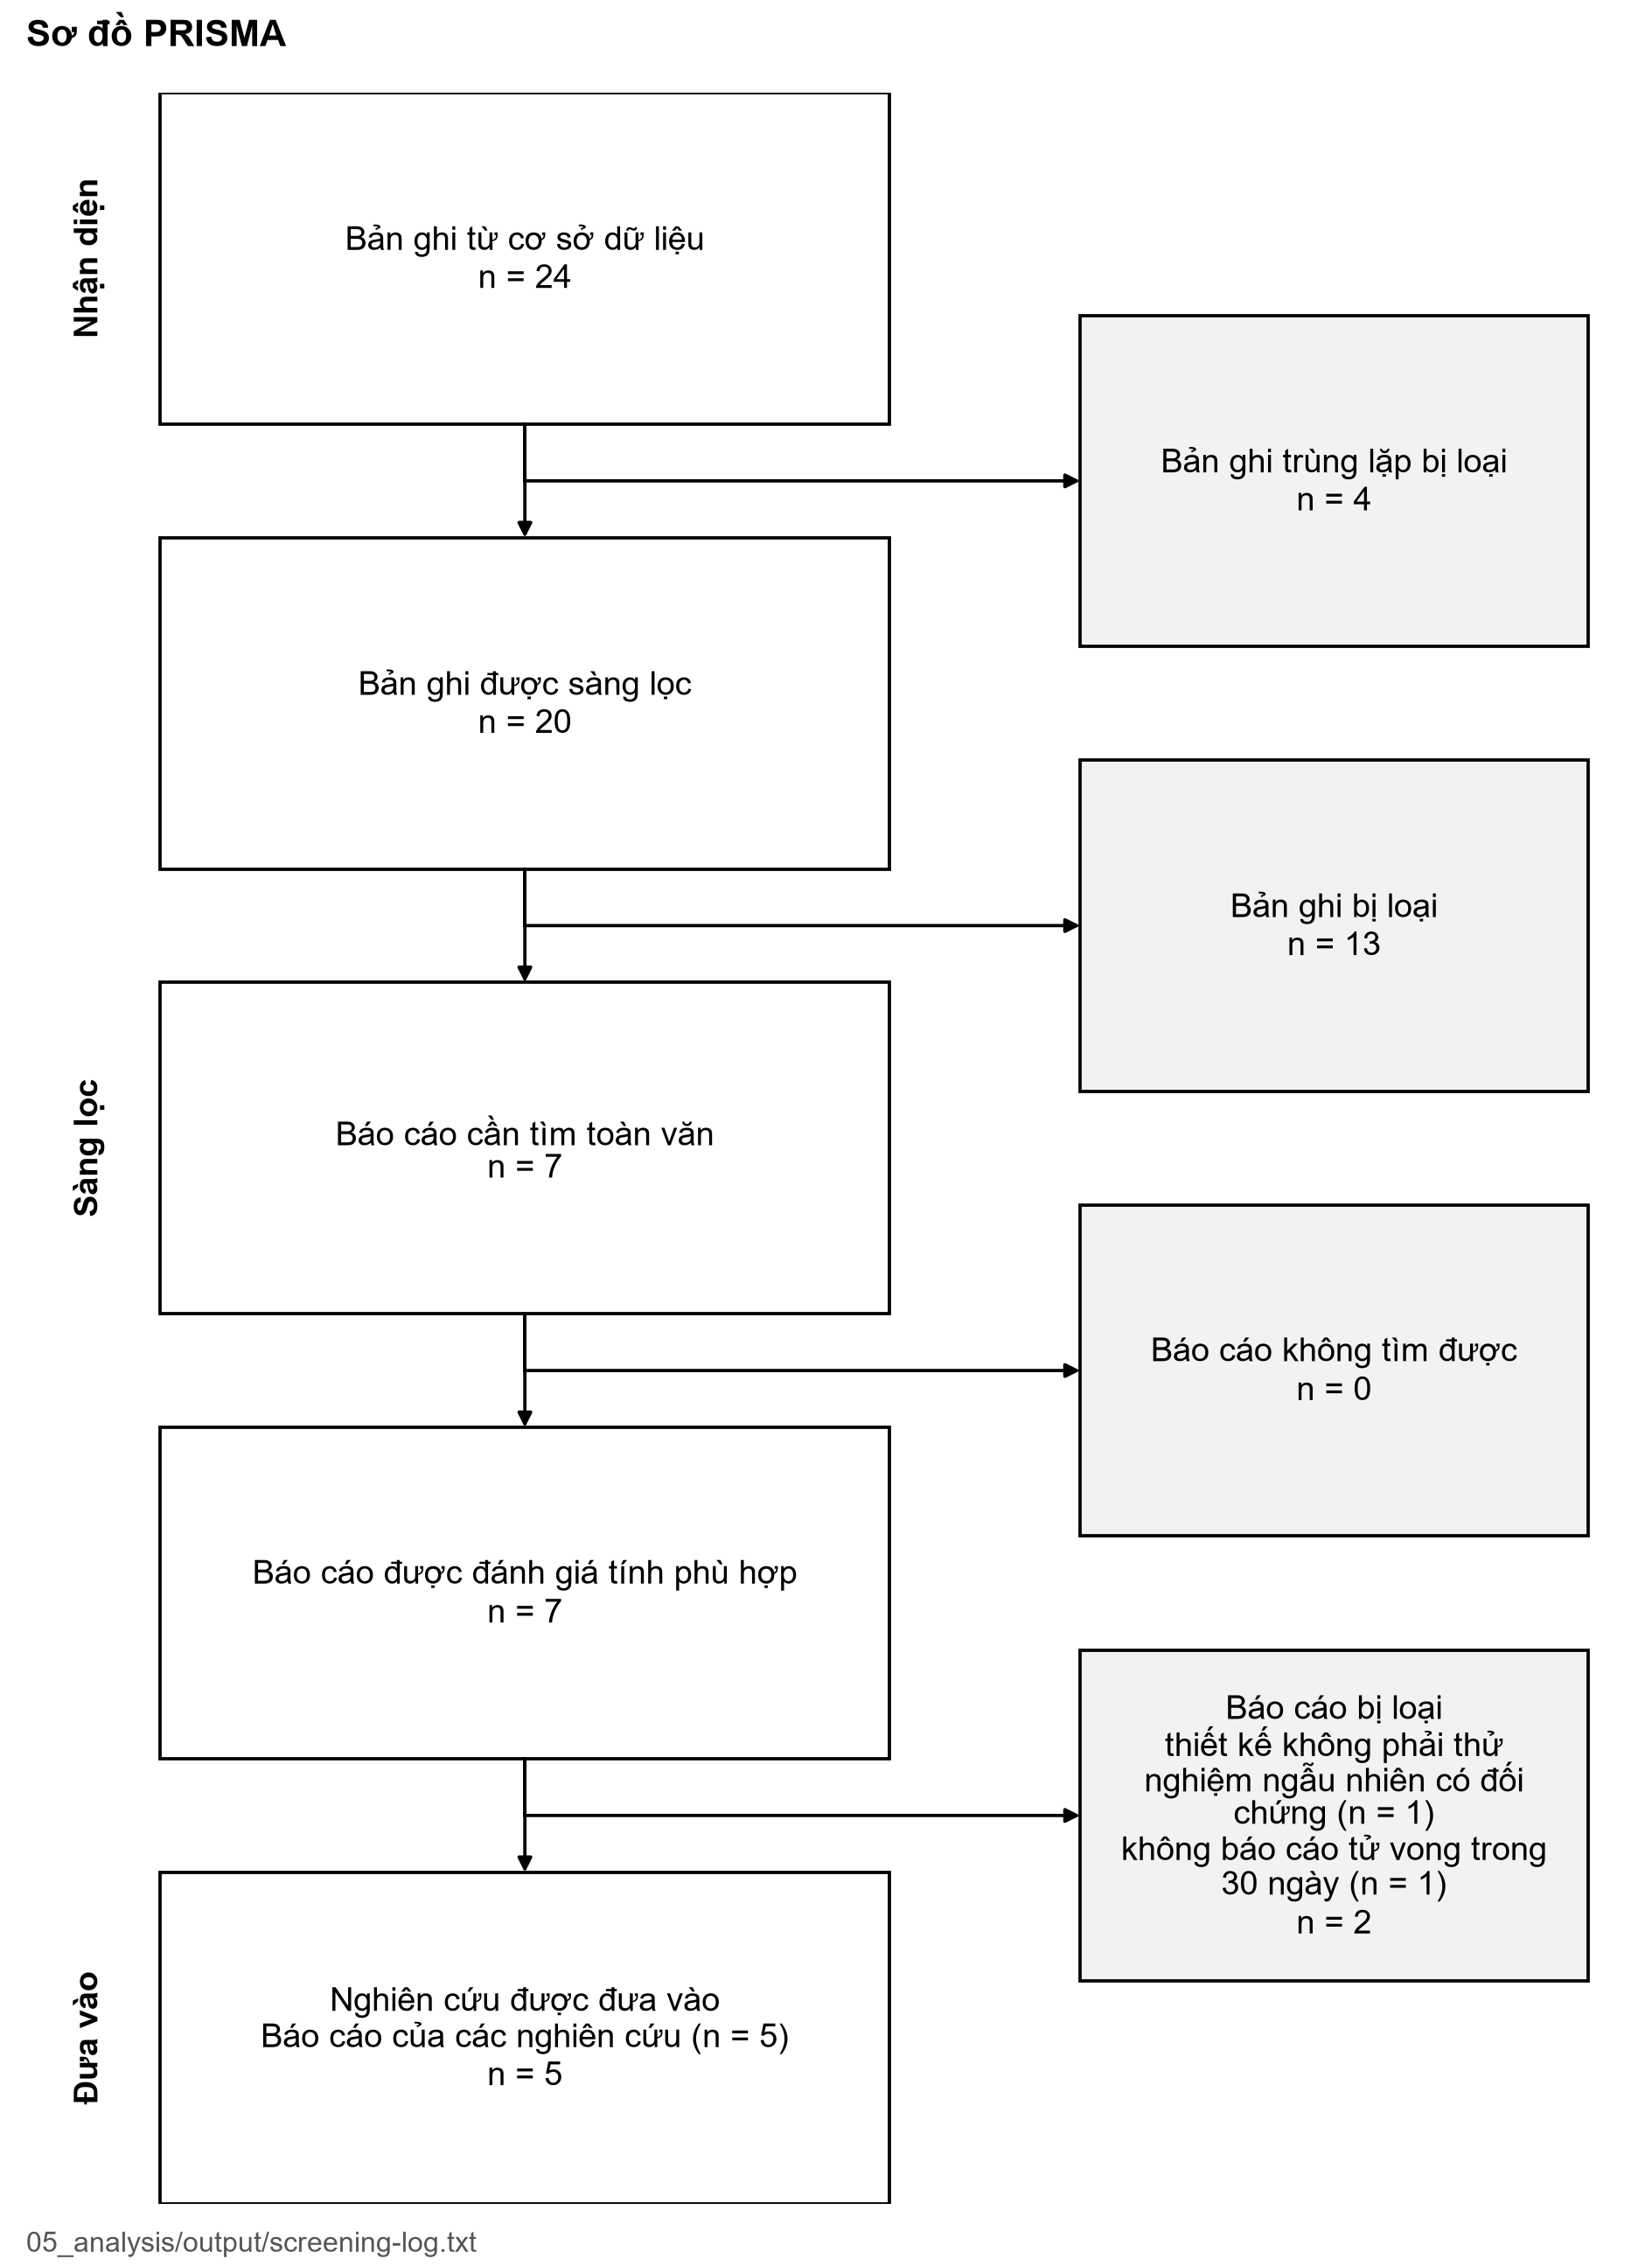 Sơ đồ PRISMA
Nhận diện
Bản ghi từ cơ sở dữ liệu
n = 24
Bản ghi trùng lặp bị loại
n = 4
Bản ghi được sàng lọc
n = 20
Bản ghi bị loại
n = 13
Sàng lọc
Báo cáo cần tìm toàn văn
n = 7
Báo cáo không tìm được
n = 0
Báo cáo được đánh giá tính phù hợp
n = 7
Báo cáo bị loại
thiết kế không phải thử
nghiệm ngẫu nhiên có đối
chứng (n = 1)
không báo cáo tử vong trong
30 ngày (n = 1)
n = 2
Đưa vào
Nghiên cứu được đưa vào
Báo cáo của các nghiên cứu (n = 5)
n = 5
05_analysis/output/screening-log.txt